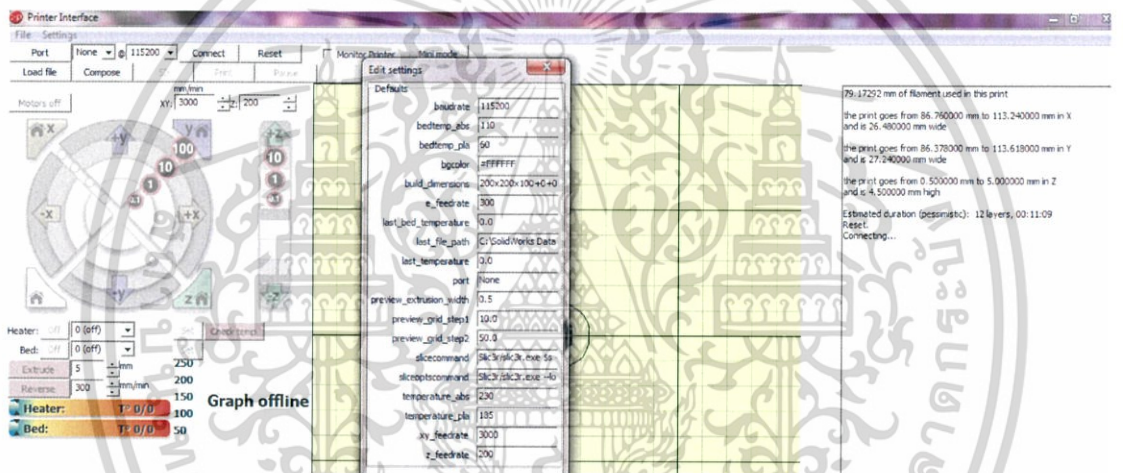 Printer Interface
File Settings
Port None @ 115200 Connect Reset Monitor Printer Mini mode
Load file Compose Print Pause
Edit settings
Defaults
Motors off
mm/min
XY: 3000 Z: 200
baudrate 115200
bedtemp_abs 110
bedtemp_pla 60
bgcolor #FFFFFF
build_dimensions 200x200x100+0+0
e_feedrate 300
last_bed_temperature 0.0
last_file_path C:\SolidWorks Data
last_temperature 0.0
port None
preview_extrusion_width 0.5
preview_grid_step1 10.0
preview_grid_step2 50.0
slicecommand Slic3r/slic3r.exe $s
sliceoptscommand Slic3r/slic3r.exe --lo
temperature_abs 230
temperature_pla 185
xy_feedrate 3000
z_feedrate 200
X
+y
y
+z
100
10
1
10
1
-X
+X
-y
z
-z
Heater: Off 0 (off) Set Check temp
Bed: Off 0 (off)
Extrude 5 mm
Reverse 300 mm/min
Heater: T° 0/0
Bed: T° 0/0
250
200
150
100
50
Graph offline
79.17292 mm of filament used in this print
the print goes from 86.760000 mm to 113.240000 mm in X
and is 26.480000 mm wide
the print goes from 86.378000 mm to 113.618000 mm in Y
and is 27.240000 mm wide
the print goes from 0.500000 mm to 5.000000 mm in Z
and is 4.500000 mm high
Estimated duration (pessimistic): 12 layers, 00:11:09
Reset.
Connecting...